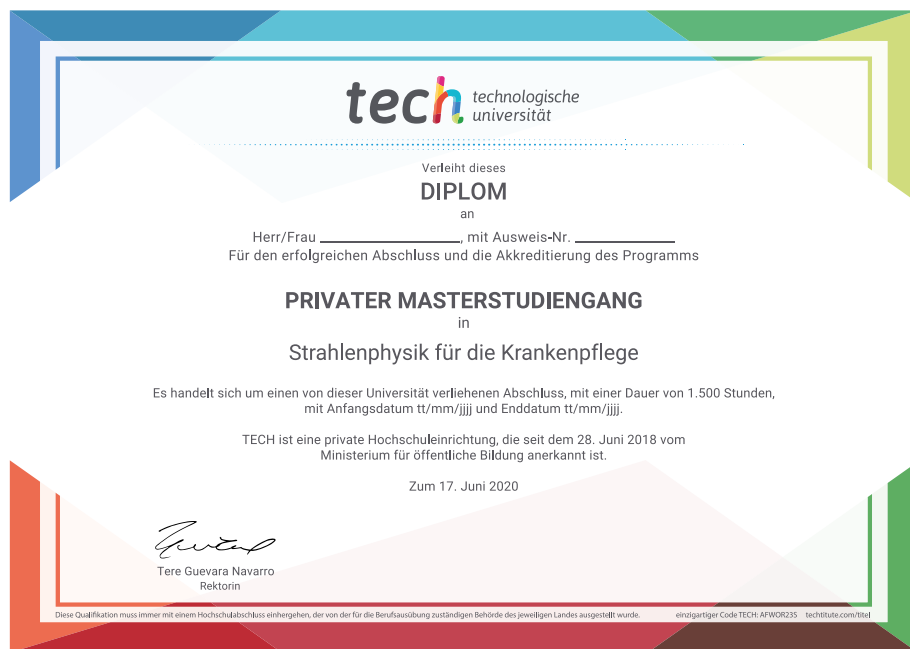 tech technologische
universität
Verleiht dieses
DIPLOM
an
Herr/Frau ____________________, mit Ausweis-Nr. ______________
Für den erfolgreichen Abschluss und die Akkreditierung des Programms
PRIVATER MASTERSTUDIENGANG
in
Strahlenphysik für die Krankenpflege
Es handelt sich um einen von dieser Universität verliehenen Abschluss, mit einer Dauer von 1.500 Stunden,
mit Anfangsdatum tt/mm/jjjj und Enddatum tt/mm/jjjj.
TECH ist eine private Hochschuleinrichtung, die seit dem 28. Juni 2018 vom
Ministerium für öffentliche Bildung anerkannt ist.
Zum 17. Juni 2020
Tere Guevara Navarro
Rektorin
Diese Qualifikation muss immer mit einem Hochschulabschluss einhergehen, der von der für die Berufsausübung zuständigen Behörde des jeweiligen Landes ausgestellt wurde. einzigartiger Code TECH: AFWOR23S techtitute.com/titel